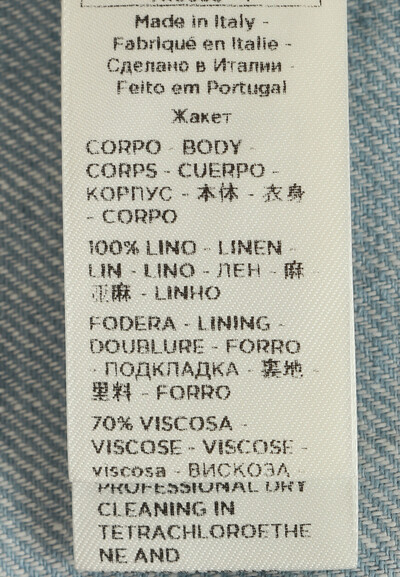 Made in Italy -
Fabriqué en Italie -
Сделано в Италии -
Feito em Portugal
Жакет
CORPO - BODY -
CORPS - CUERPO -
КОРПУС - 本体 - 衣身
- CORPO
100% LINO - LINEN -
LIN - LINO - ЛЕН - 麻
亚麻 - LINHO
FODERA - LINING -
DOUBLURE - FORRO
- ПОДКЛАДКА - 裏地 -
里料 - FORRO
70% VISCOSA -
VISCOSE - VISCOSE -
viscosa - ВИСКОЗА -
PROFESSIONAL DRY
CLEANING IN
TETRACHLOROETHE
NE AND